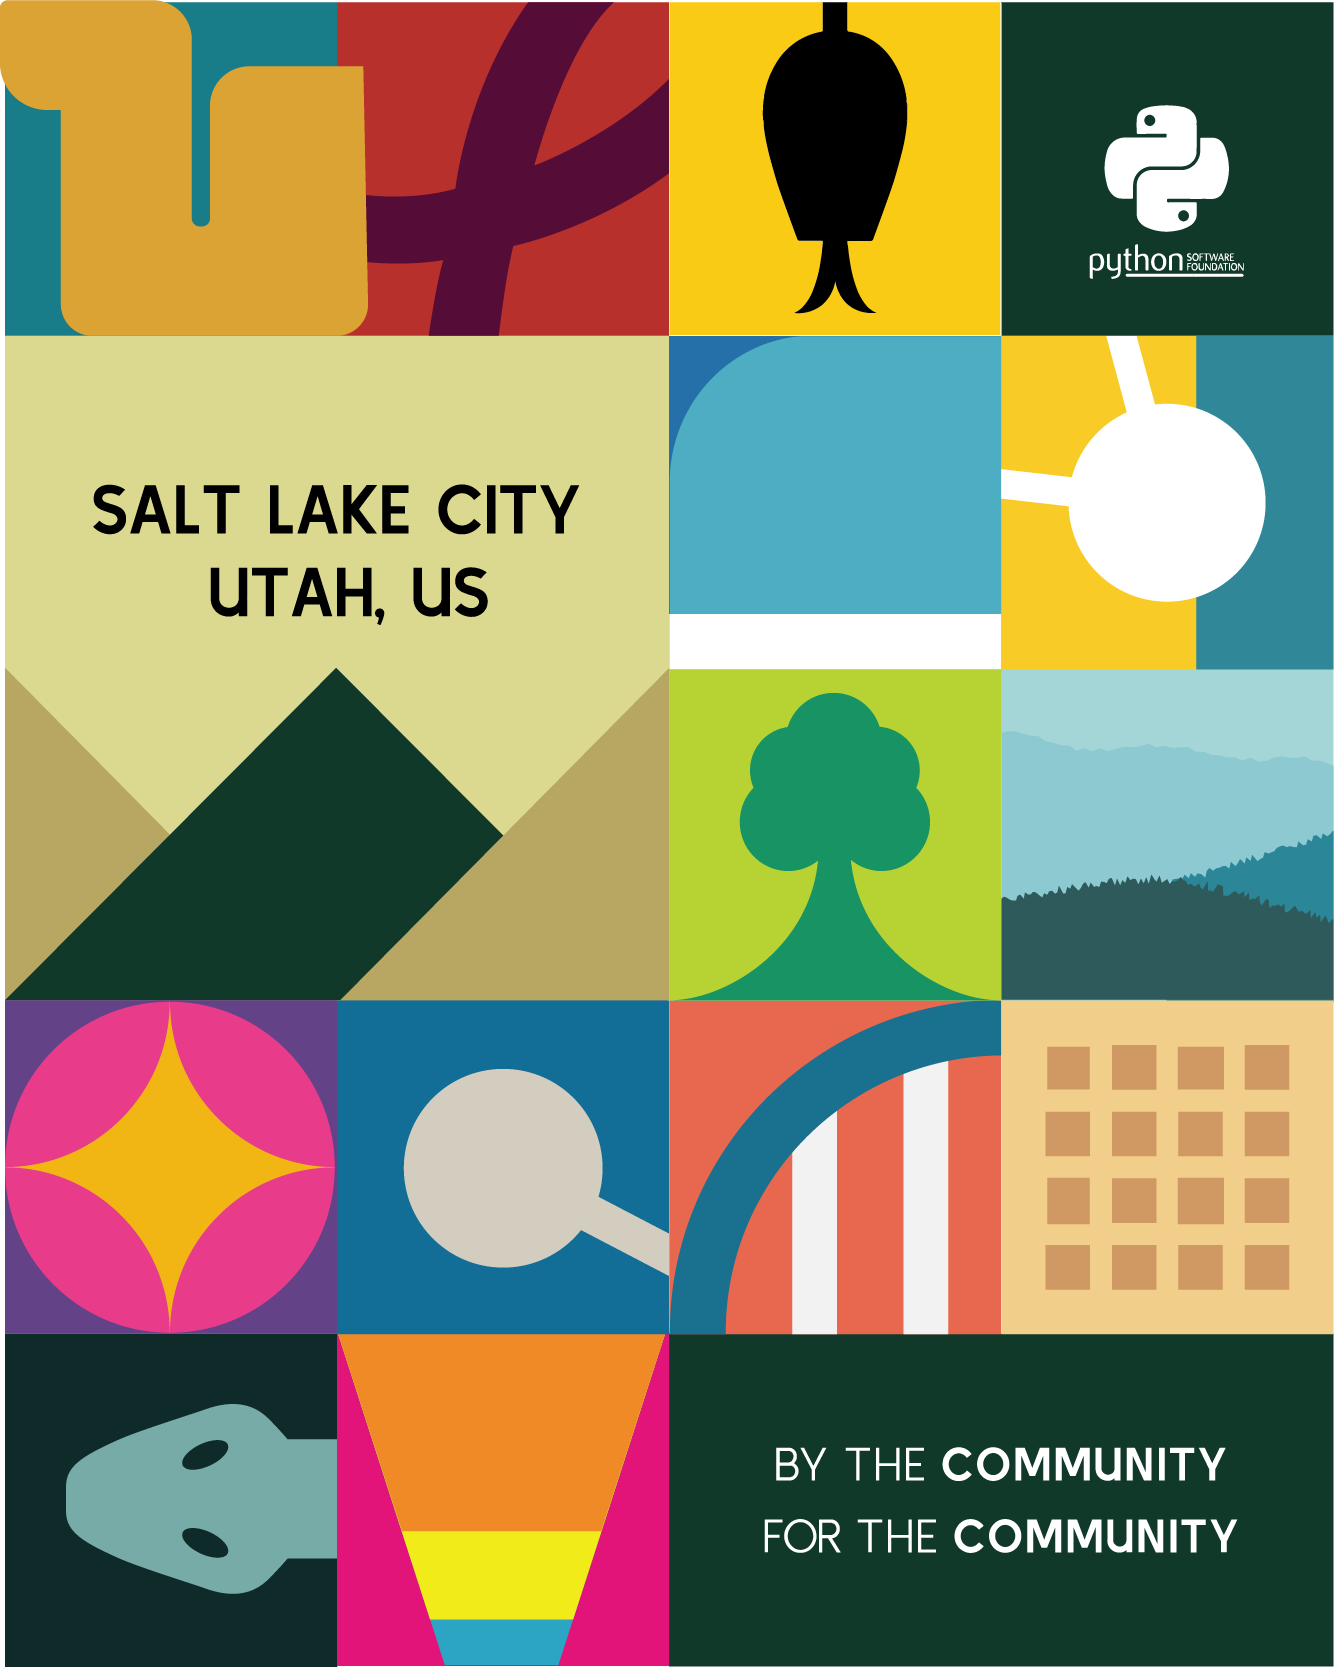 python SOFTWARE
FOUNDATION
SALT LAKE CITY
UTAH, US
BY THE COMMUNITY
FOR THE COMMUNITY